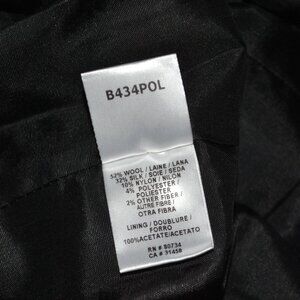 B434POL
52% WOOL / LAINE / LANA
32% SILK / SOIE / SEDA
10% NYLON / NILON
4% POLYESTER /
POLIESTER
2% OTHER FIBER /
AUTRE FIBRE /
OTRA FIBRA
LINING / DOUBLURE /
FORRO
100%ACETATE/ACETATO
RN # 80734
CA # 31458